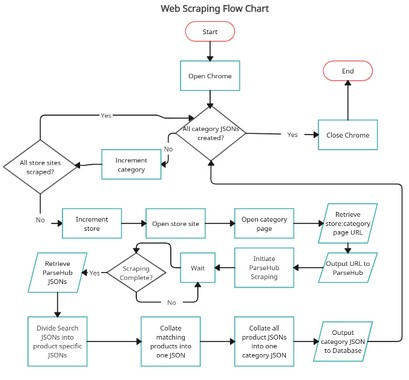 Web Scraping Flow Chart
Start
Open Chrome
End
Yes
All category JSONs
created?
Yes
Close Chrome
No
All store sites
scraped?
Increment
category
No
Increment
store
Open store site
Open category
page
Retrieve
store:category
page URL
Retrieve
ParseHub
JSONs
Yes
Scraping
Complete?
Wait
Initiate
ParseHub
Scraping
Output URL to
ParseHub
No
Divide Search
JSONs into
product specific
JSONs
Collate
matching
products into
one JSON
Collate all
product JSONs
into one
category JSON
Output
category JSON
to Database